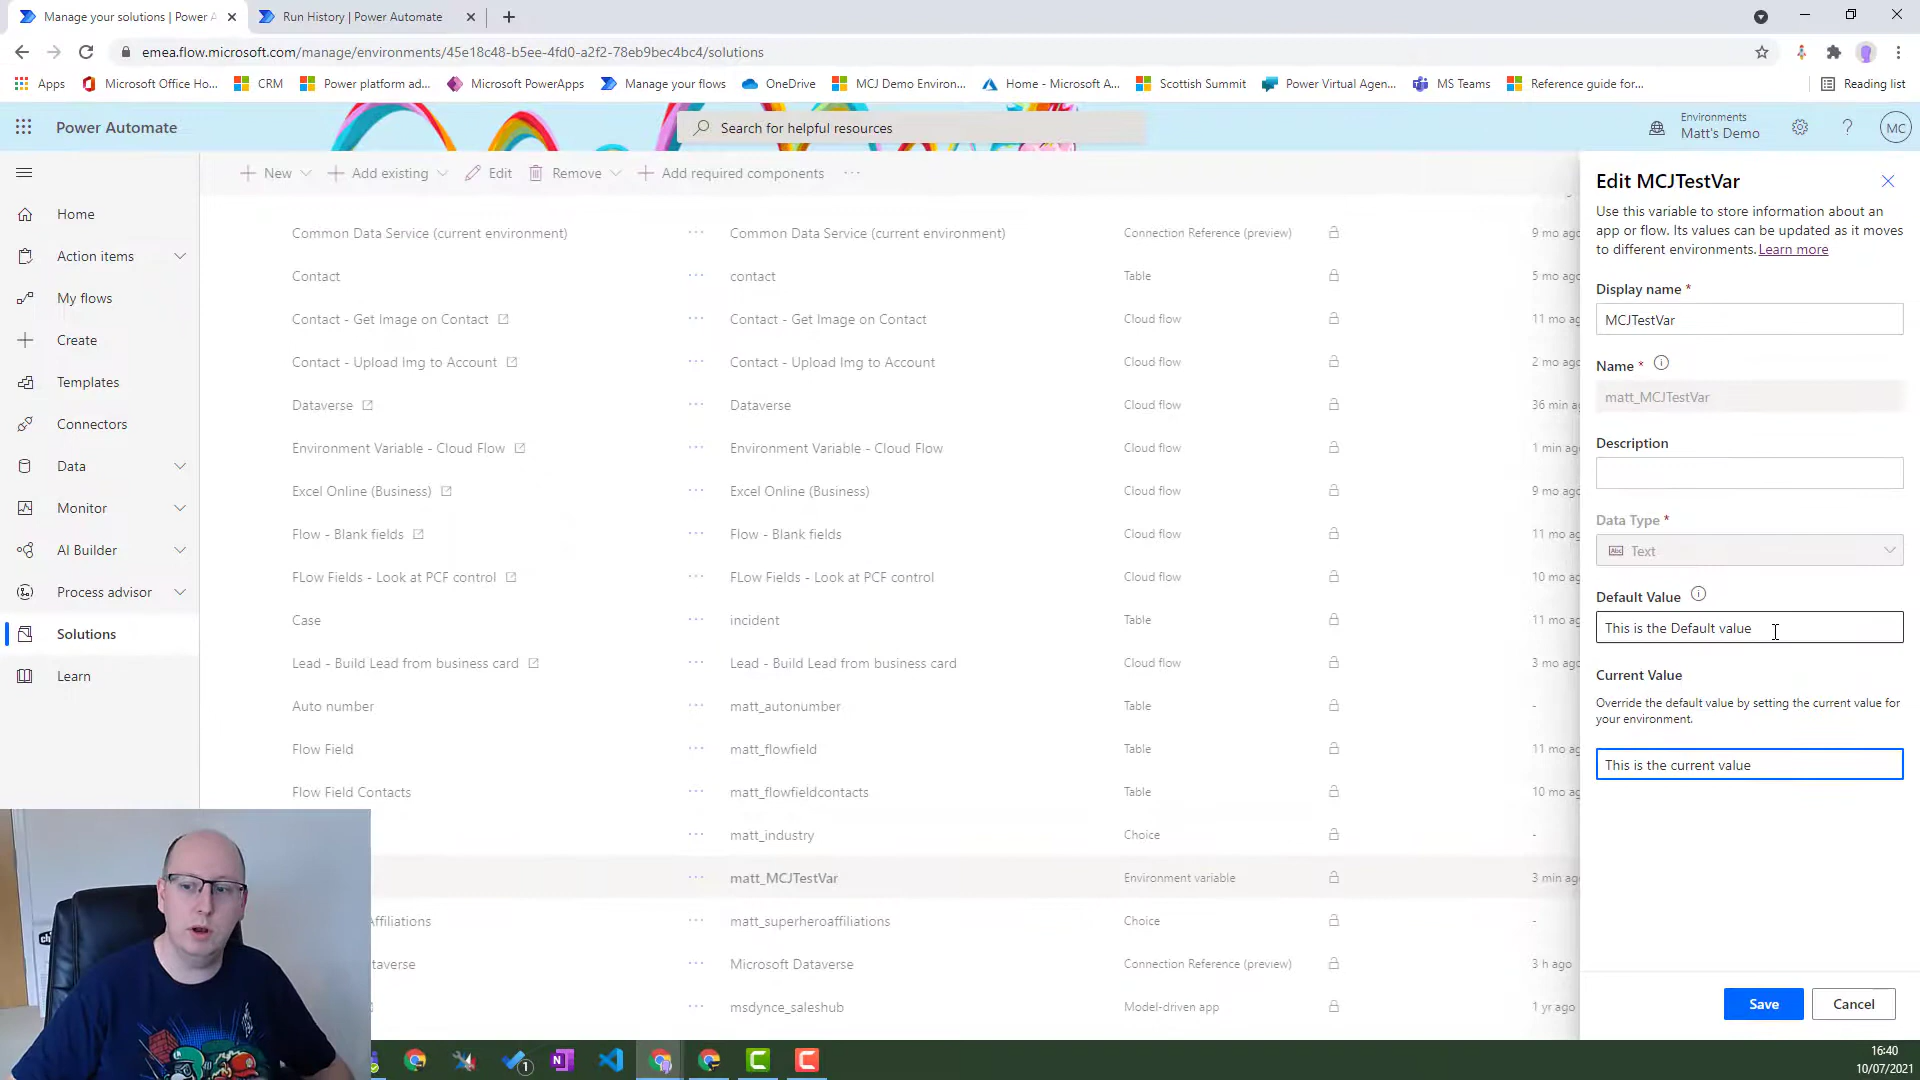 Manage your solutions | Power A
Run History | Power Automate
emea.flow.microsoft.com/manage/environments/45e18c48-b5ee-4fd0-a2f2-78eb9bec4bc4/solutions
Apps
Microsoft Office Ho...
CRM
Power platform ad...
Microsoft PowerApps
Manage your flows
OneDrive
MCJ Demo Environ...
Home - Microsoft A...
Scottish Summit
Power Virtual Agen...
MS Teams
Reference guide for...
Reading list
Power Automate
Search for helpful resources
Environments
Matt's Demo
MC
New
Add existing
Edit
Remove
Add required components
Home
Action items
My flows
Create
Templates
Connectors
Data
Monitor
AI Builder
Process advisor
Solutions
Learn
Common Data Service (current environment) Common Data Service (current environment) Connection Reference (preview) 9 mo ag
Contact contact Table 5 mo ag
Contact - Get Image on Contact Contact - Get Image on Contact Cloud flow 11 mo ag
Contact - Upload Img to Account Contact - Upload Img to Account Cloud flow 2 mo ag
Dataverse Dataverse Cloud flow 36 min ag
Environment Variable - Cloud Flow Environment Variable - Cloud Flow Cloud flow 1 min ag
Excel Online (Business) Excel Online (Business) Cloud flow 9 mo ag
Flow - Blank fields Flow - Blank fields Cloud flow 11 mo ag
FLow Fields - Look at PCF control FLow Fields - Look at PCF control Cloud flow 10 mo ag
Case incident Table 11 mo ag
Lead - Build Lead from business card Lead - Build Lead from business card Cloud flow 3 mo ag
Auto number matt_autonumber Table -
Flow Field matt_flowfield Table 11 mo ag
Flow Field Contacts matt_flowfieldcontacts Table 10 mo ag
matt_industry Choice -
matt_MCJTestVar Environment variable 3 min ag
Affiliations matt_superheroaffiliations Choice -
taverse Microsoft Dataverse Connection Reference (preview) 3 h ago
msdynce_saleshub Model-driven app 1 yr ago
Edit MCJTestVar
Use this variable to store information about an
app or flow. Its values can be updated as it moves
to different environments. Learn more
Display name *
MCJTestVar
Name *
matt_MCJTestVar
Description
Data Type *
Abc Text
Default Value
This is the Default value
Current Value
Override the default value by setting the current value for
your environment.
This is the current value
Save
Cancel
1
16:40
10/07/2021